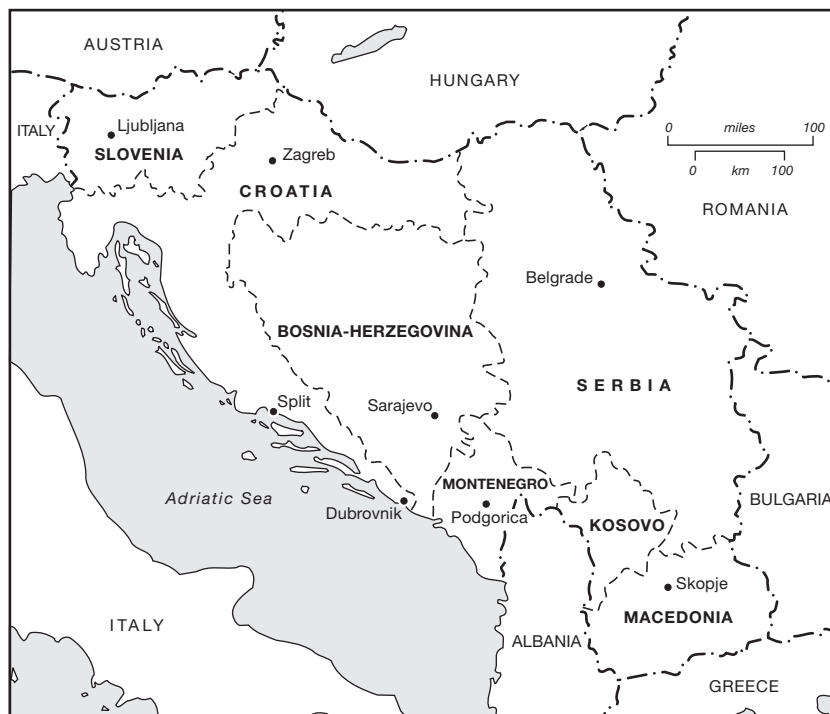 AUSTRIA
HUNGARY
ITALY
Ljubljana
SLOVENIA
Zagreb
CROATIA
0 miles 100
0 km 100
ROMANIA
Belgrade
BOSNIA-HERZEGOVINA
SERBIA
Split
Sarajevo
MONTENEGRO
Adriatic Sea
Dubrovnik
Podgorica
KOSOVO
BULGARIA
Skopje
MACEDONIA
ITALY
ALBANIA
GREECE